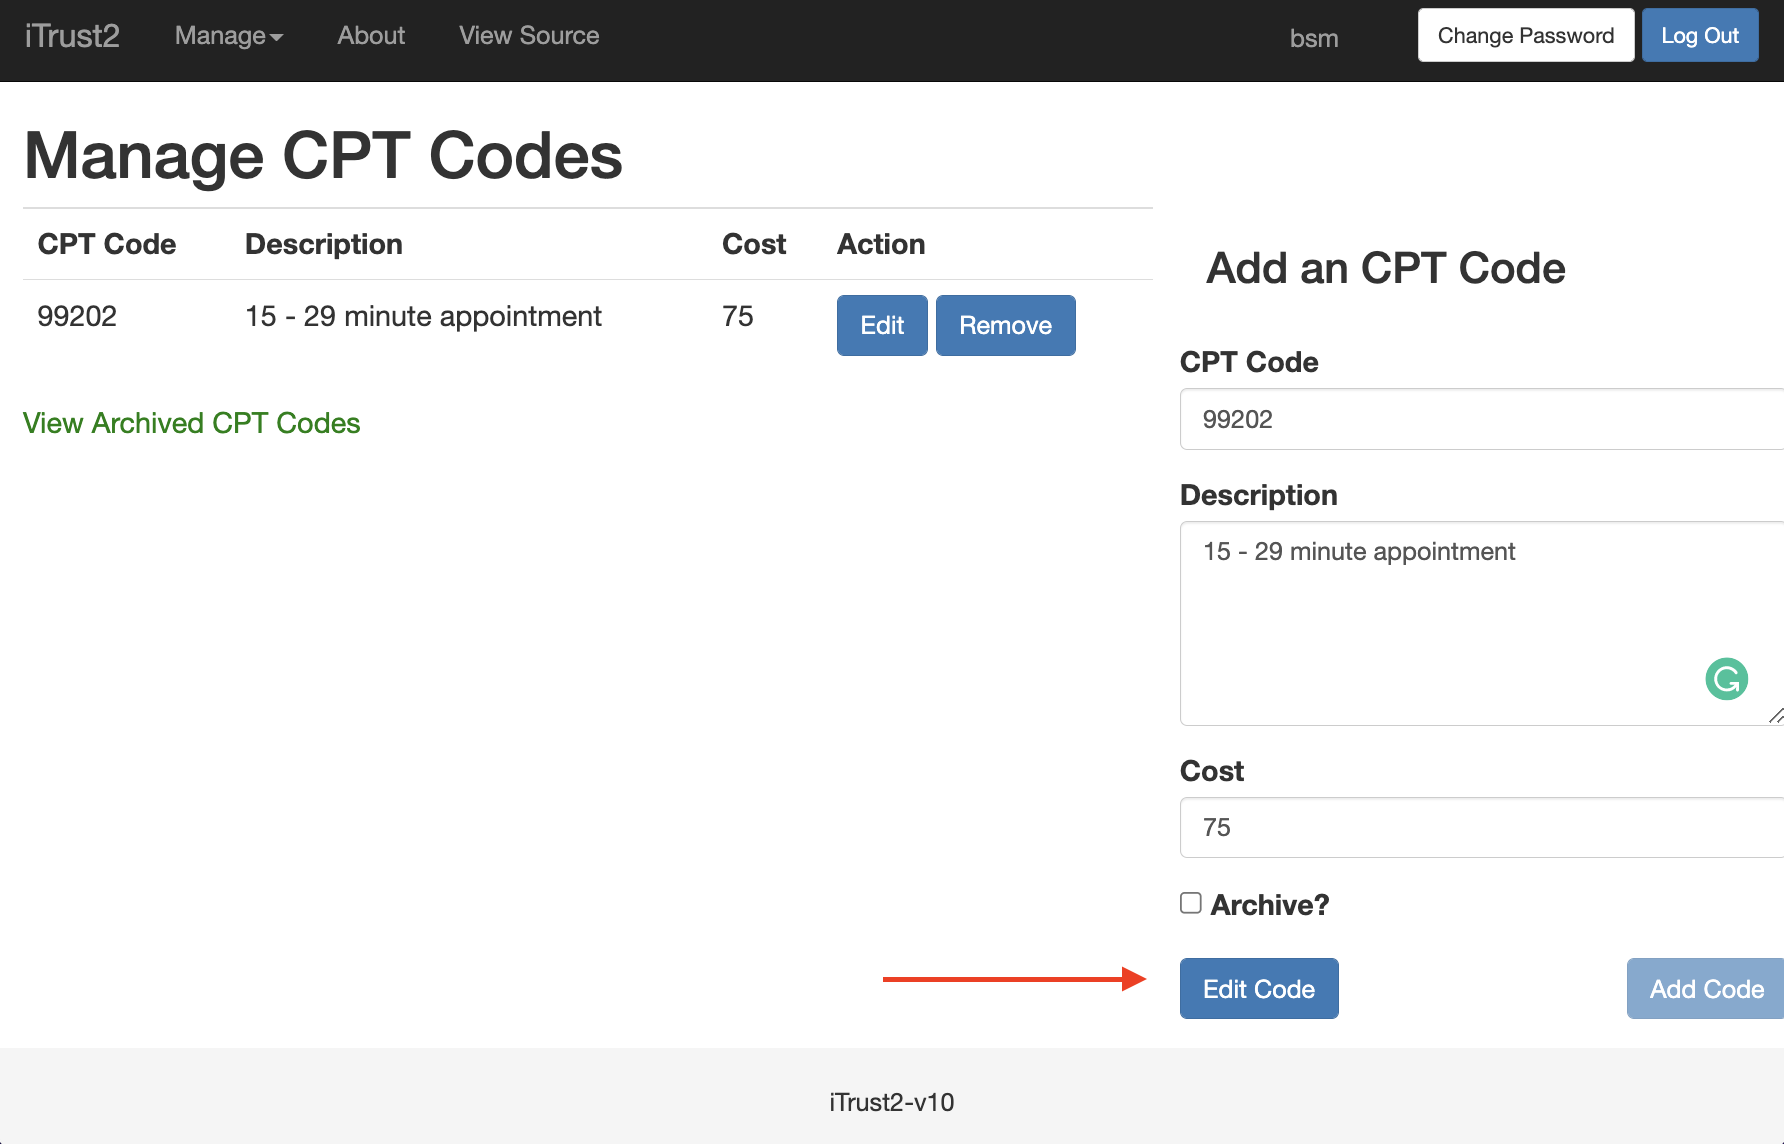 iTrust2 Manage About View Source bsm Change Password Log Out
Manage CPT Codes
CPT Code Description Cost Action
99202 15 - 29 minute appointment 75 Edit Remove
View Archived CPT Codes
Add an CPT Code
CPT Code
99202
Description
15 - 29 minute appointment
Cost
75
Archive?
Edit Code Add Code
iTrust2-v10